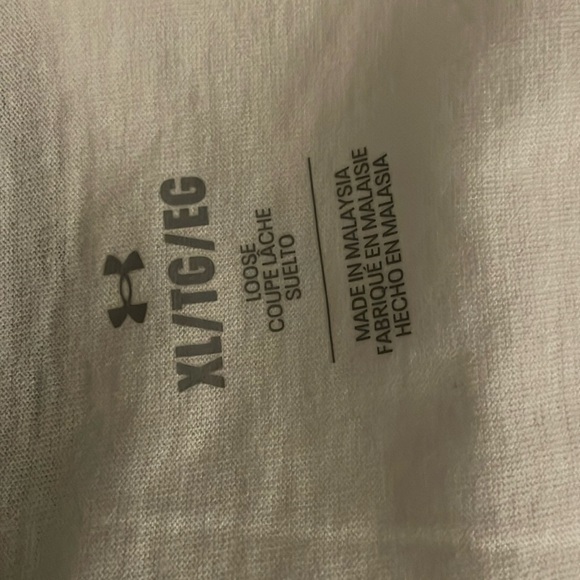 XL/TG/EG
LOOSE
COUPE LÂCHE
SUELTO
MADE IN MALAYSIA
FABRIQUÉ EN MALAISIE
HECHO EN MALASIA